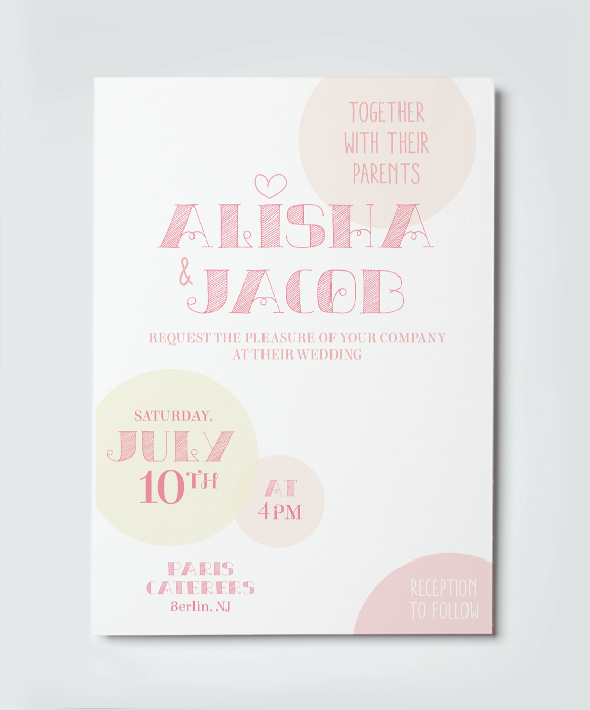 TOGETHER
WITH THEIR
PARENTS
ALISHA
& JACOB
REQUEST THE PLEASURE OF YOUR COMPANY
AT THEIR WEDDING
SATURDAY,
JULY
10TH
AT
4PM
PARIS
CATERERS
Berlin, NJ
RECEPTION
TO FOLLOW